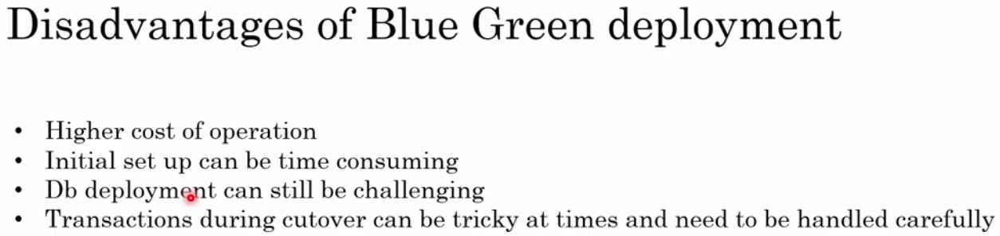 Disadvantages of Blue Green deployment
• Higher cost of operation
• Initial set up can be time consuming
• Db deployment can still be challenging
• Transactions during cutover can be tricky at times and need to be handled carefully